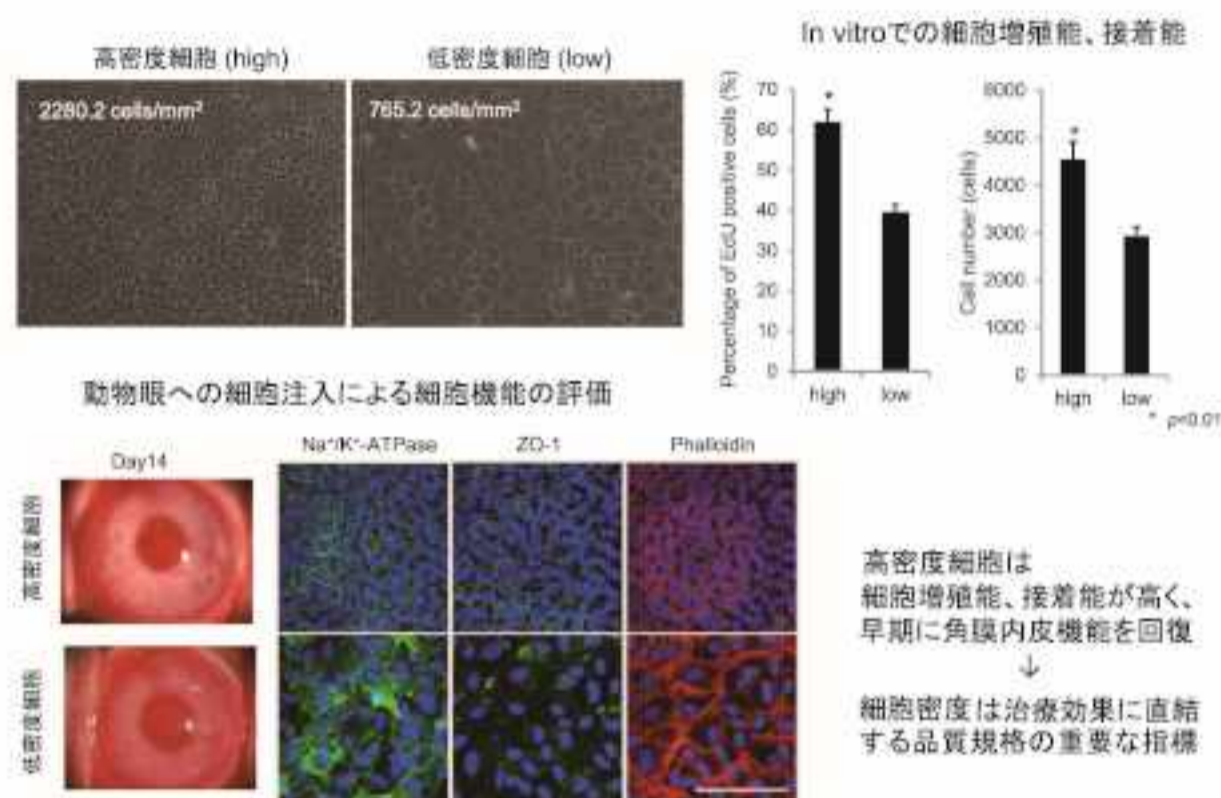 In vitroでの細胞増殖能、接着能
高密度細胞 (high)
低密度細胞 (low)
2280.2 cells/mm²
765.2 cells/mm²
Percentage of EdU positive cells (%)
70
60
50
40
30
20
10
0
high
low
Cell number (cells)
6000
5000
4000
3000
2000
1000
0
high
low
*
*
* p<0.01
動物眼への細胞注入による細胞機能の評価
Day14
Na⁺/K⁺-ATPase
ZO-1
Phalloidin
高密度細胞
低密度細胞
高密度細胞は
細胞増殖能、接着能が高く、
早期に角膜内皮機能を回復
↓
細胞密度は治療効果に直結
する品質規格の重要な指標